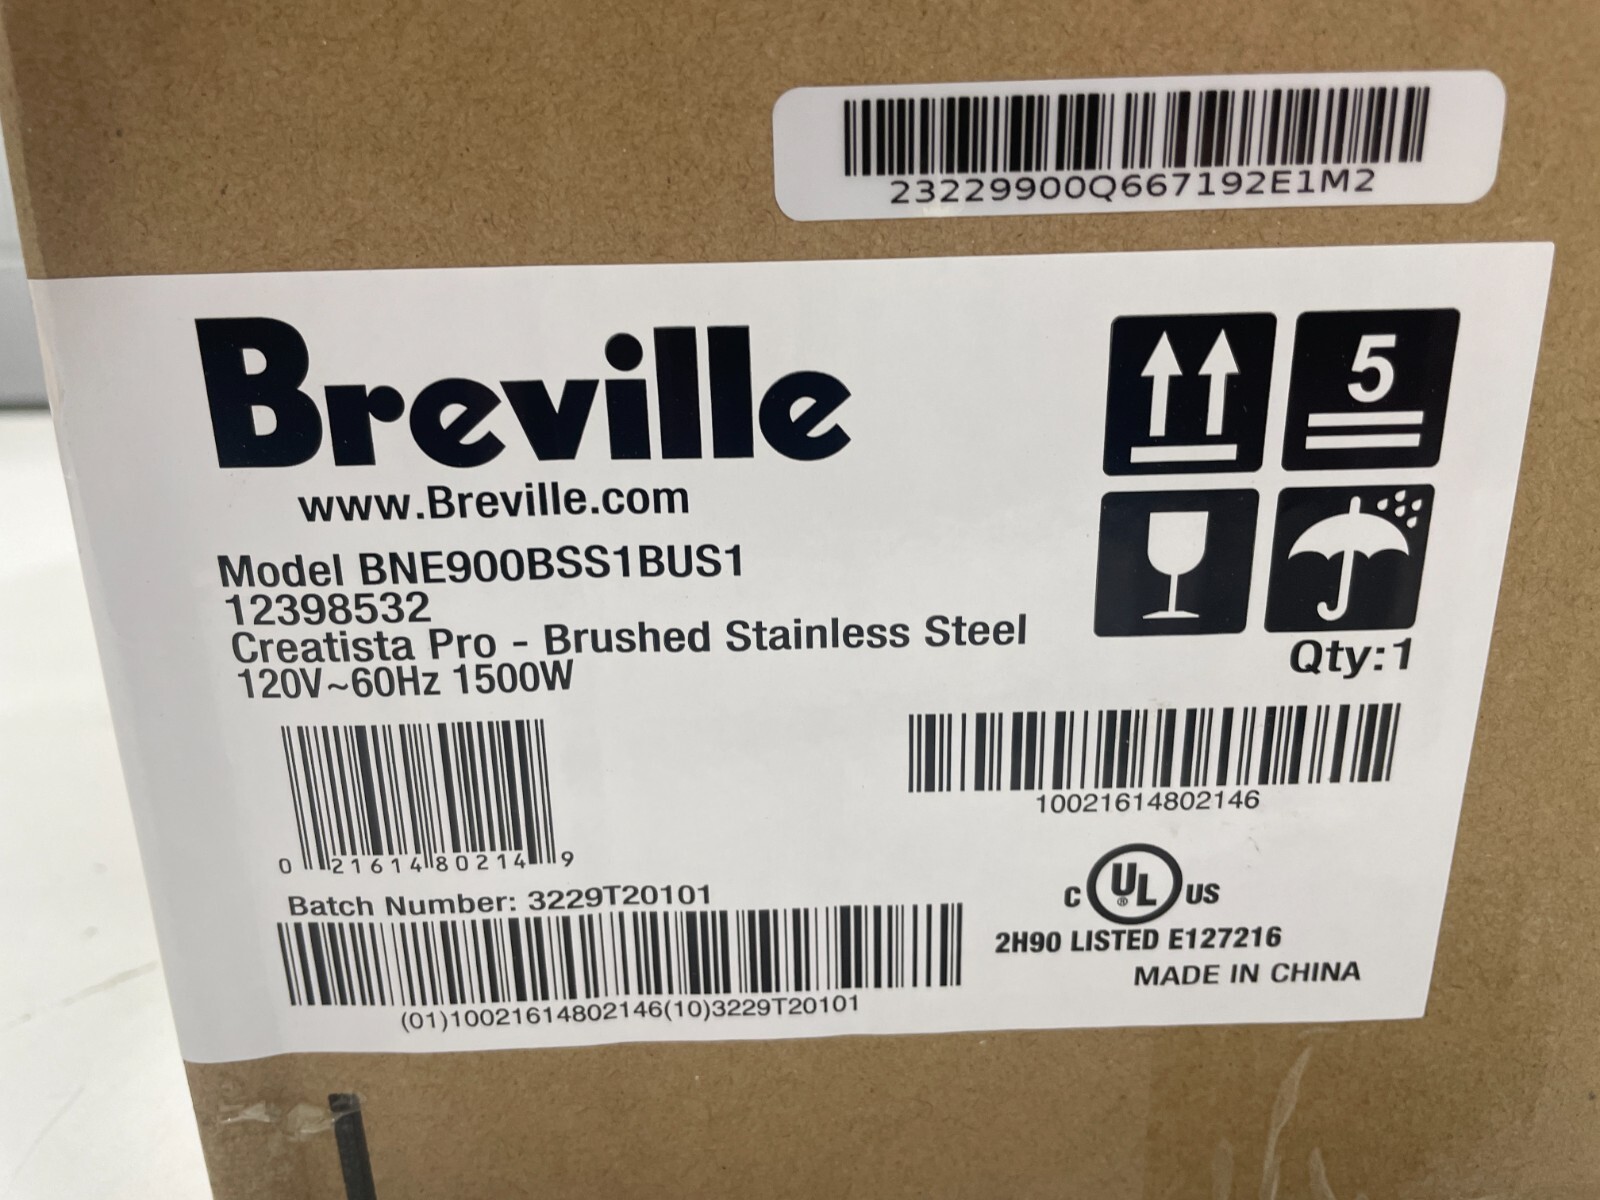 23229900Q667192E1M2
Breville
www.Breville.com
5
Model BNE900BSS1BUS1
12398532
Creatista Pro - Brushed Stainless Steel
120V~60Hz 1500W
Qty:1
0 21614 80214 9
10021614802146
Batch Number: 3229T20101
(01)10021614802146(10)3229T20101
C UL ® US
2H90 LISTED E127216
MADE IN CHINA